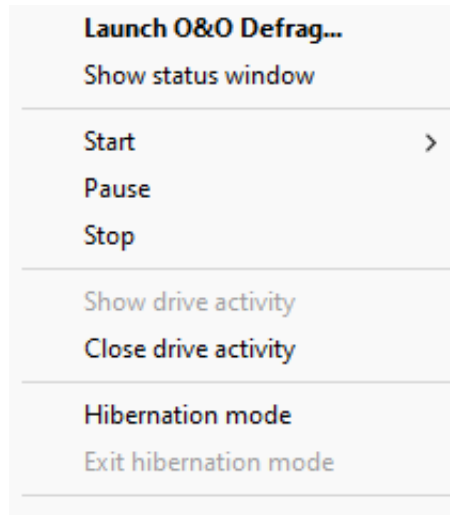 Launch O&O Defrag...
Show status window
Start
Pause
Stop
Show drive activity
Close drive activity
Hibernation mode
Exit hibernation mode